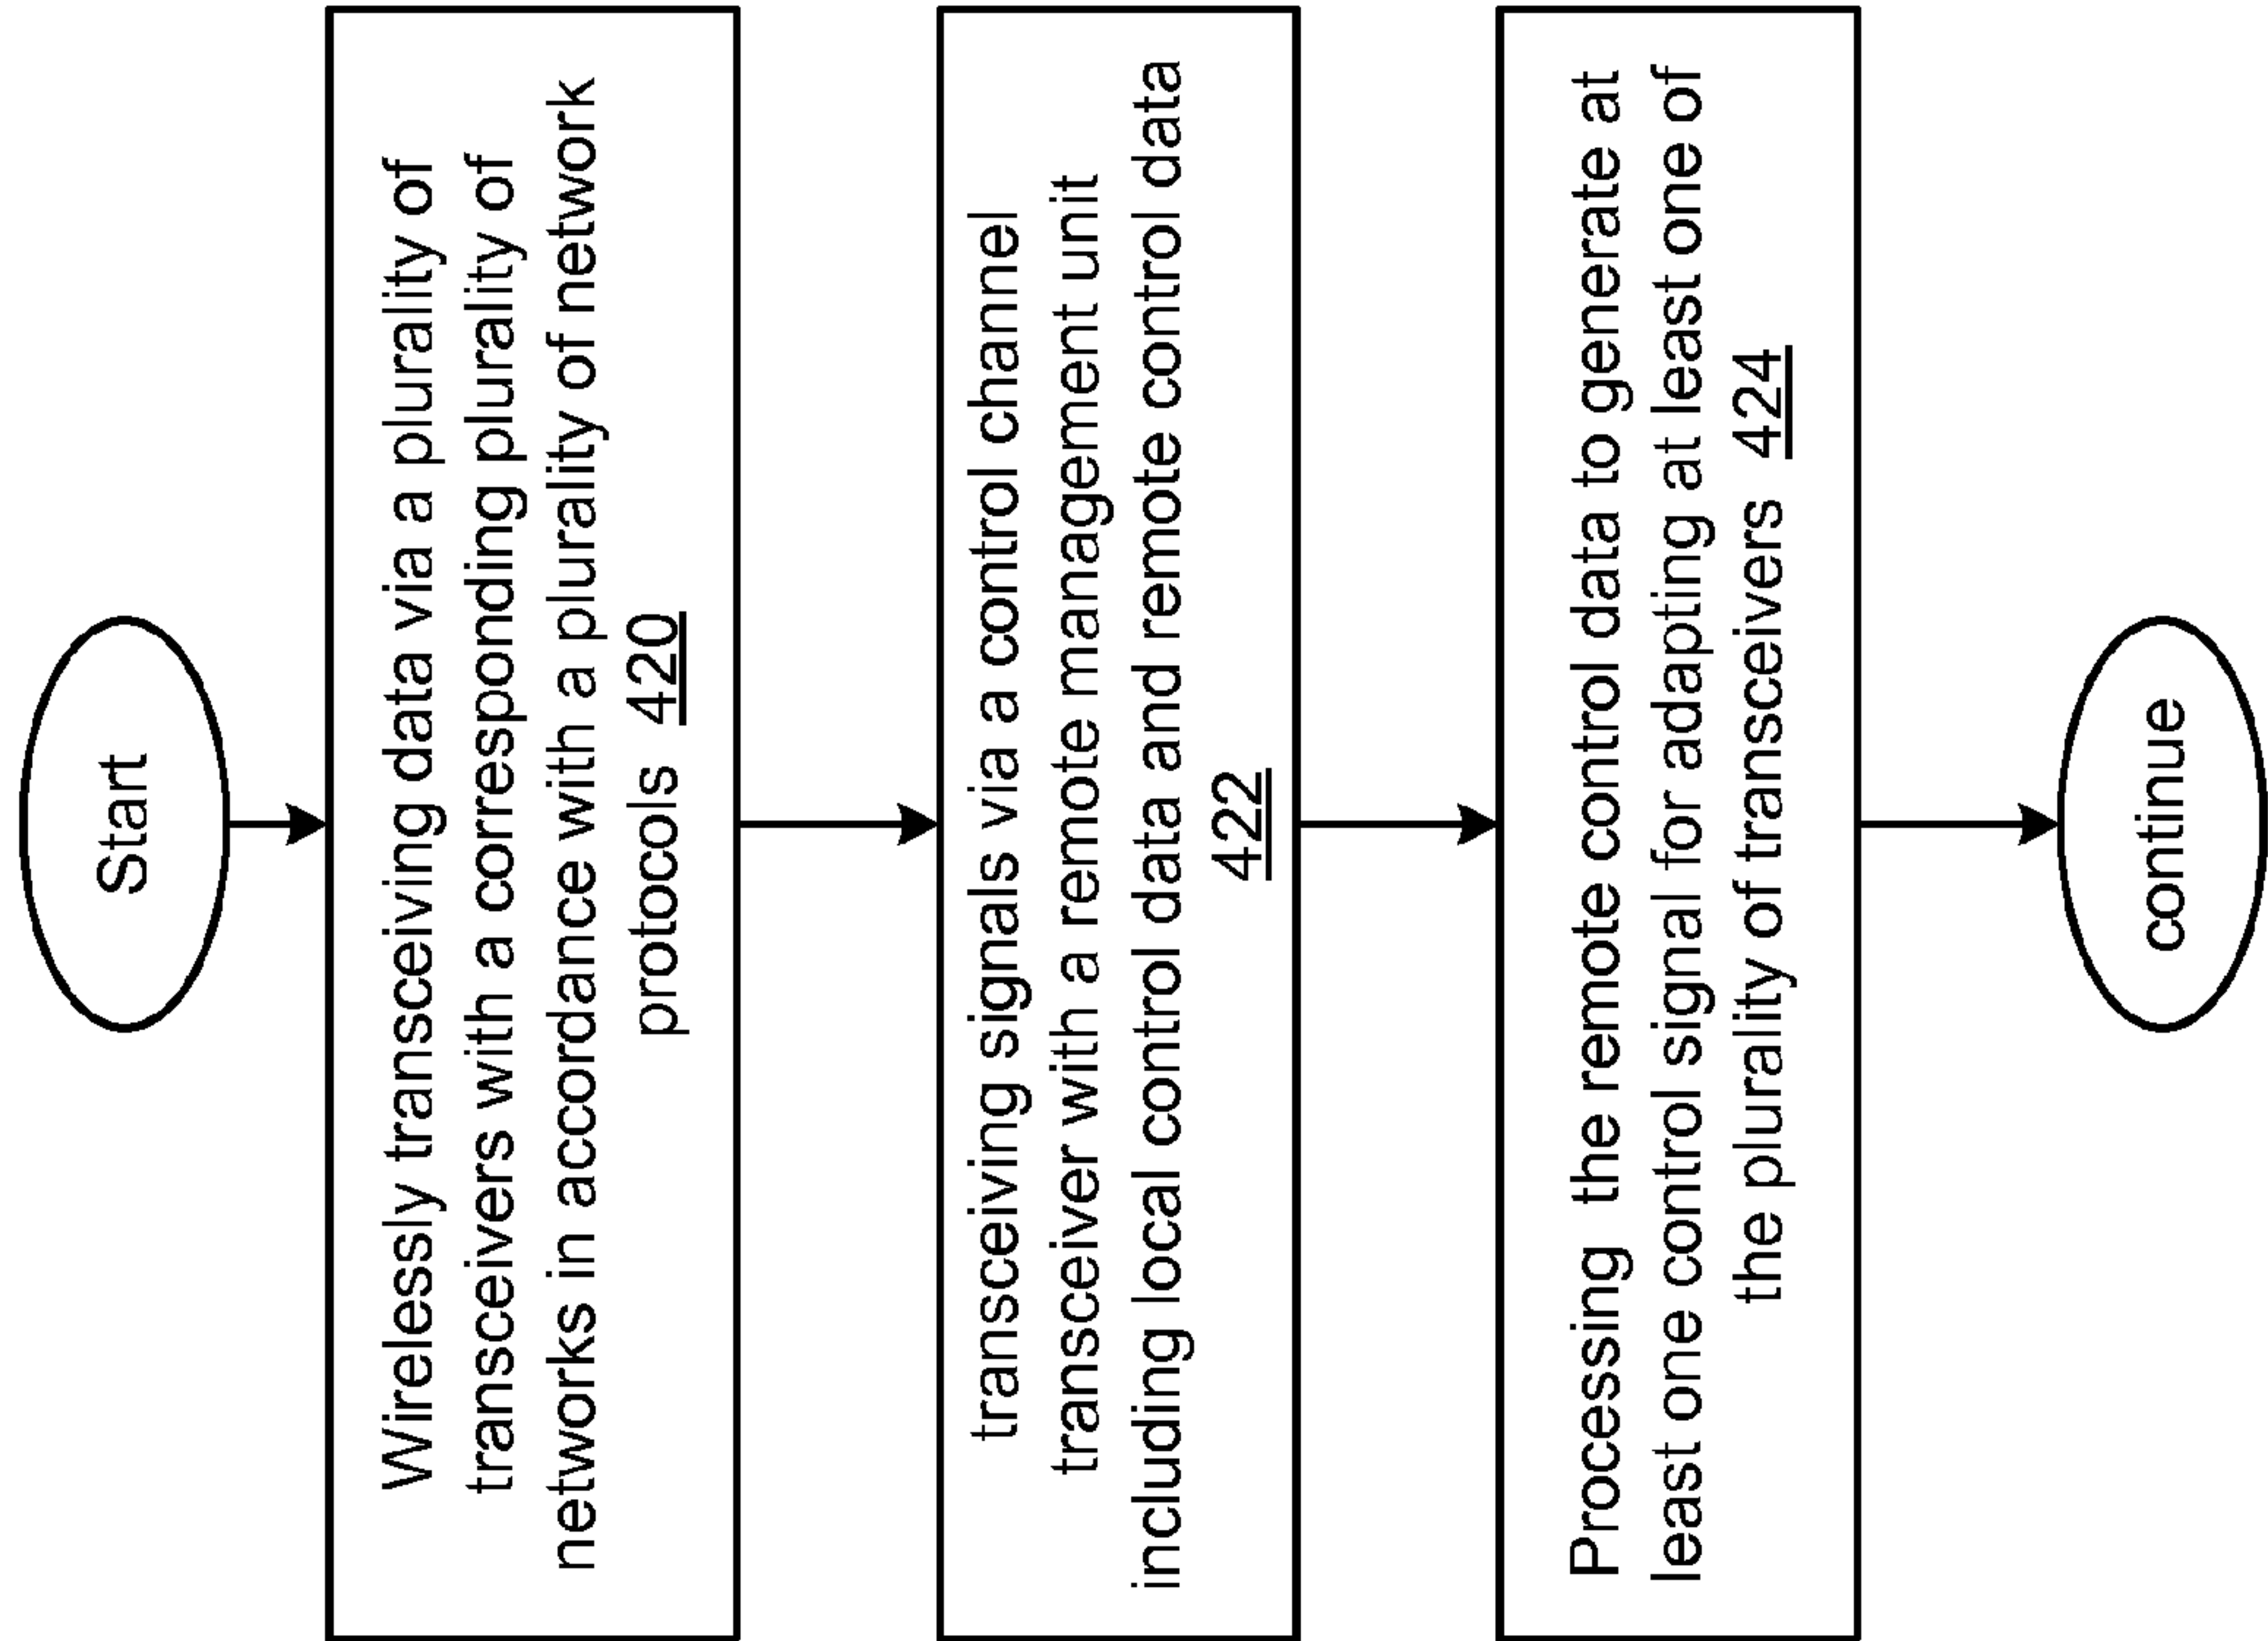 Start
Wirelessly transceiving data via a plurality of
transceivers with a corresponding plurality of
networks in accordance with a plurality of network
protocols 420
transceiving signals via a control channel
transceiver with a remote management unit
including local control data and remote control data
422
Processing the remote control data to generate at
least one control signal for adapting at least one of
the plurality of transceivers 424
continue